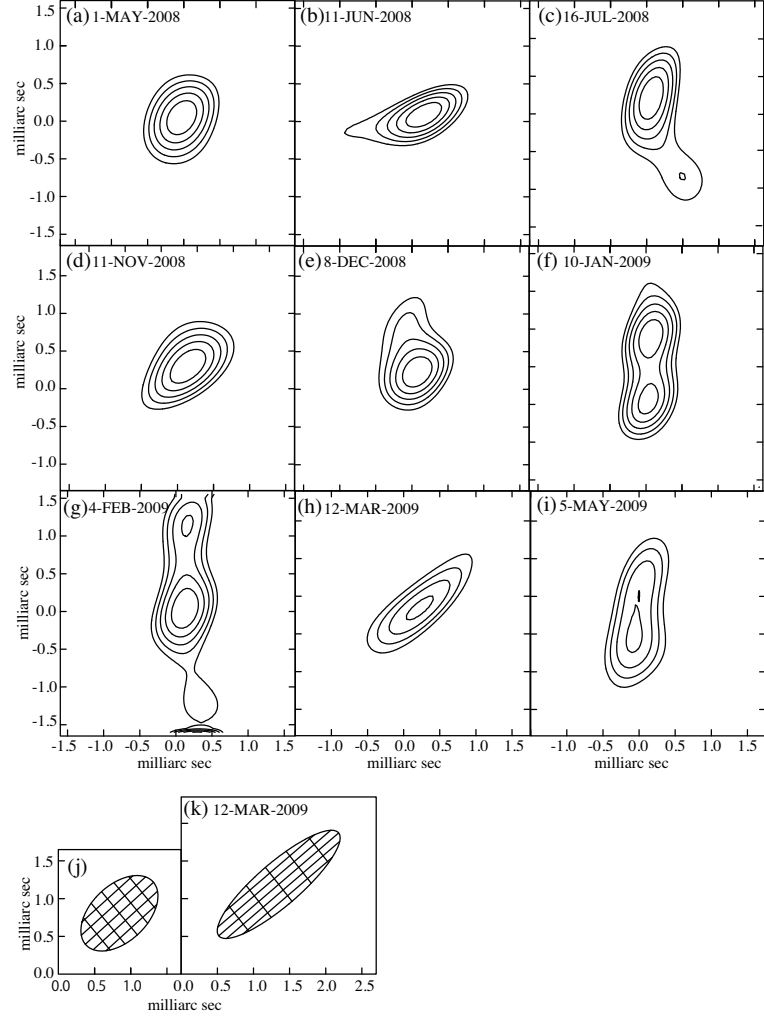 (a) 1-MAY-2008
(b) 11-JUN-2008
(c) 16-JUL-2008
1.5
1.0
0.5
0.0
-0.5
-1.0
-1.5
milliarc sec
(d) 11-NOV-2008
(e) 8-DEC-2008
(f) 10-JAN-2009
1.5
1.0
0.5
0.0
-0.5
-1.0
milliarc sec
(g) 4-FEB-2009
(h) 12-MAR-2009
(i) 5-MAY-2009
1.5
1.0
0.5
0.0
-0.5
-1.0
-1.5
milliarc sec
-1.5 -1.0 -0.5 0.0 0.5 1.0 1.5
-1.0 -0.5 0.0 0.5 1.0 1.5
-1.0 -0.5 0.0 0.5 1.0 1.5
milliarc sec
milliarc sec
milliarc sec
(j)
(k) 12-MAR-2009
1.5
1.0
0.5
0.0
milliarc sec
0.0 0.5 1.0
0.0 0.5 1.0 1.5 2.0 2.5
milliarc sec